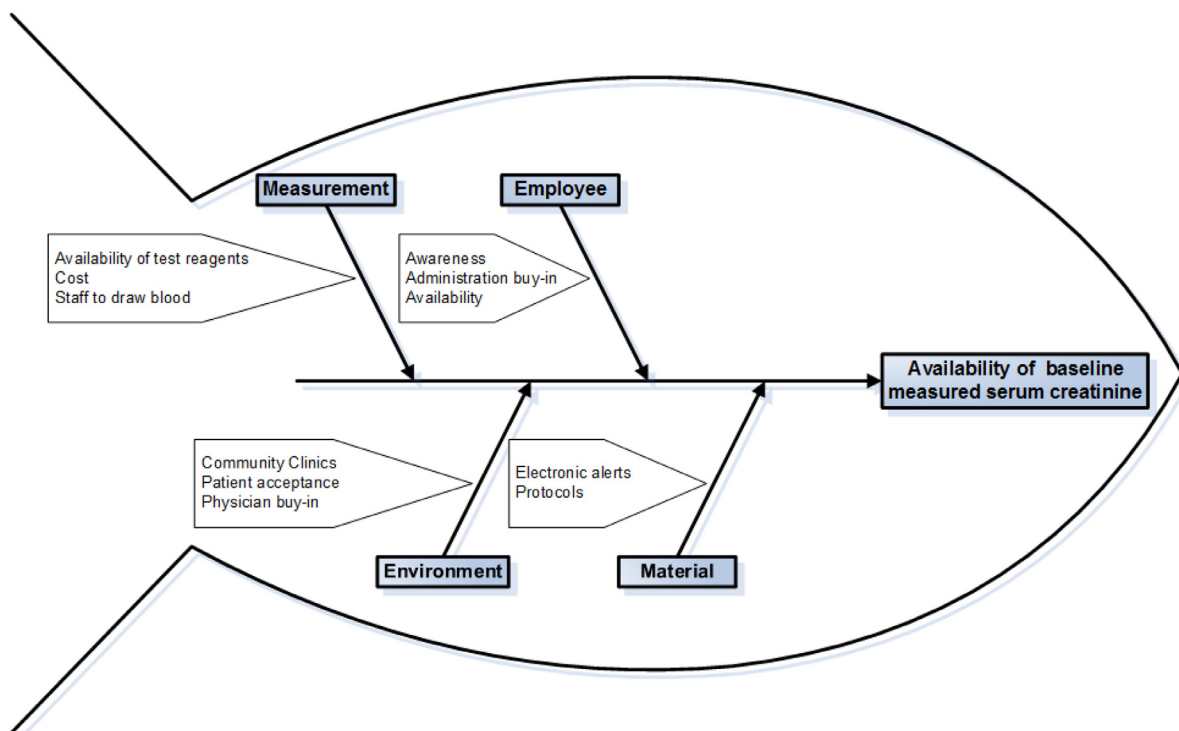 Measurement
Employee
Availability of test reagents
Cost
Staff to draw blood
Awareness
Administration buy-in
Availability
Availability of baseline
measured serum creatinine
Community Clinics
Patient acceptance
Physician buy-in
Electronic alerts
Protocols
Environment
Material